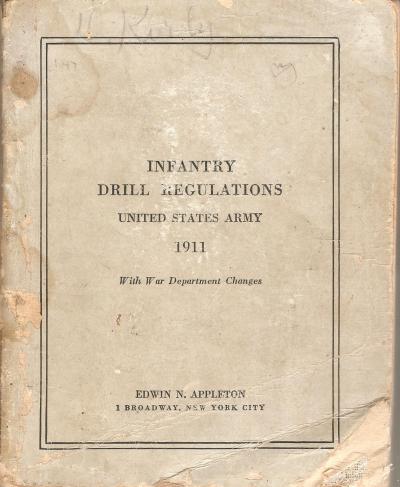 INFANTRY
DRILL REGULATIONS
UNITED STATES ARMY
1911
With War Department Changes
EDWIN N. APPLETON
1 BROADWAY, NEW YORK CITY